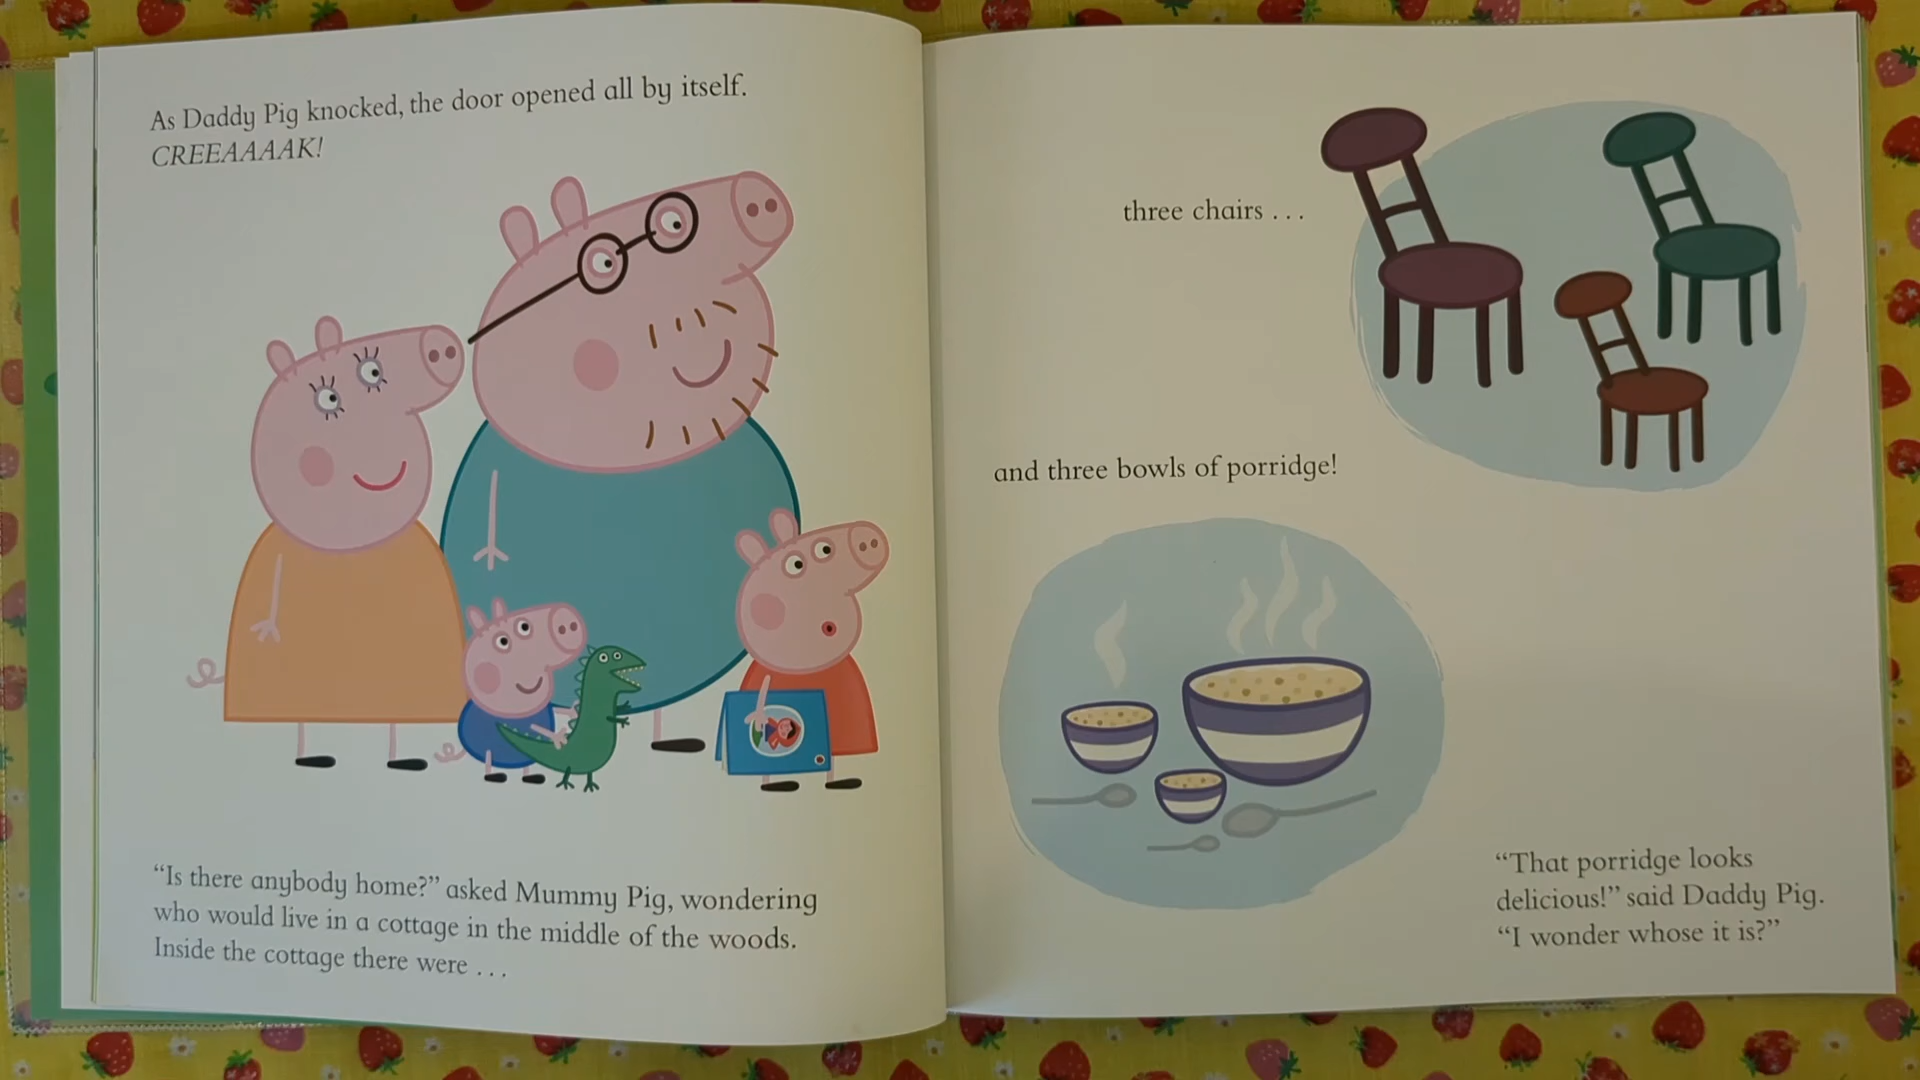 As Daddy Pig knocked, the door opened all by itself.
CREEAAAAK!
“Is there anybody home?” asked Mummy Pig, wondering
who would live in a cottage in the middle of the woods.
Inside the cottage there were . . .
three chairs . . .
and three bowls of porridge!
“That porridge looks
delicious!” said Daddy Pig.
“I wonder whose it is?”